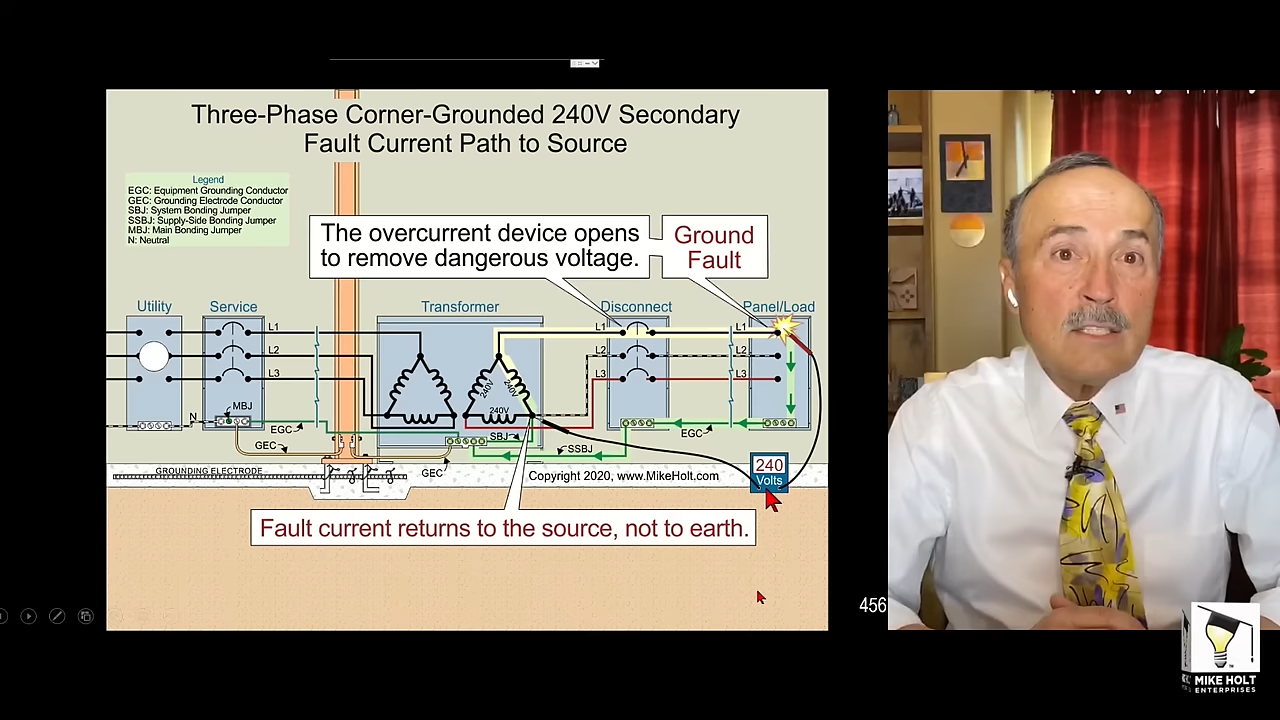 Three-Phase Corner-Grounded 240V Secondary
Fault Current Path to Source
Legend
EGC: Equipment Grounding Conductor
GEC: Grounding Electrode Conductor
SBJ: System Bonding Jumper
SSBJ: Supply-Side Bonding Jumper
MBJ: Main Bonding Jumper
N: Neutral
The overcurrent device opens
to remove dangerous voltage.
Ground
Fault
Utility
Service
Transformer
Disconnect
Panel/Load
L1
L2
L3
L1
L2
L3
L1
L2
L3
240V
240V
240V
MBJ
N
EGC
GEC
SBJ
SSBJ
EGC
GROUNDING ELECTRODE
GEC
Copyright 2020, www.MikeHolt.com
240
Volts
Fault current returns to the source, not to earth.
456
MIKE HOLT
ENTERPRISES